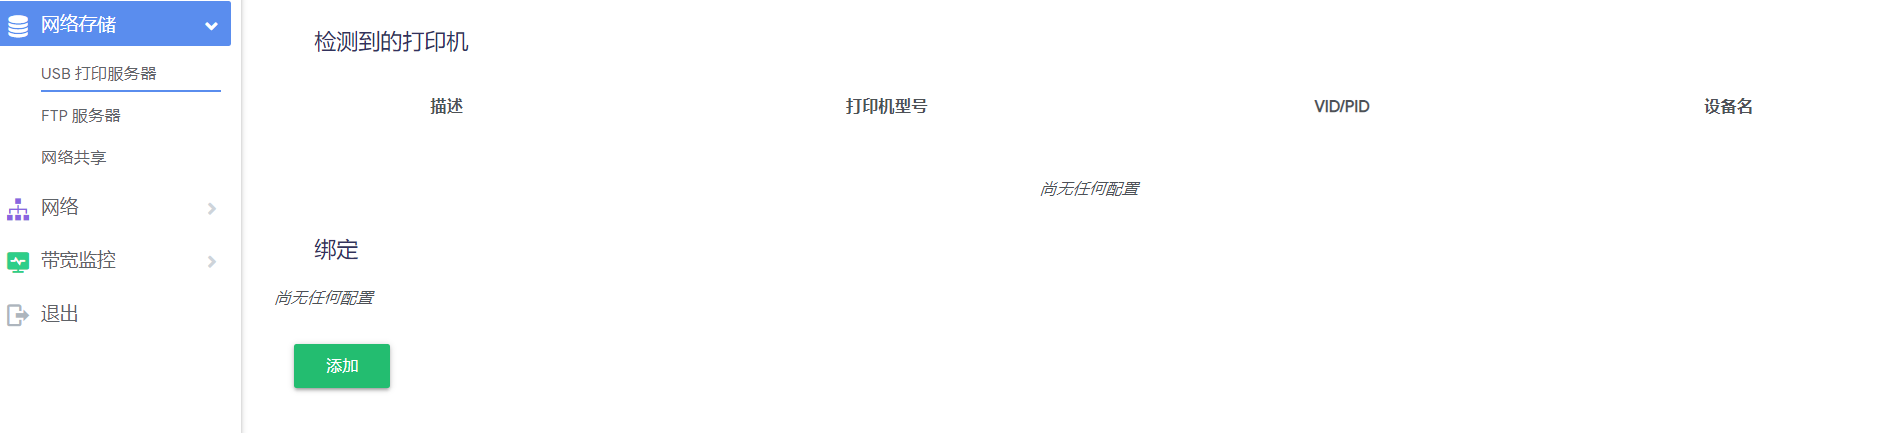 网络存储
USB 打印服务器
FTP 服务器
网络共享
网络
带宽监控
退出
检测到的打印机
描述 打印机型号 VID/PID 设备名
尚无任何配置
绑定
尚无任何配置
添加